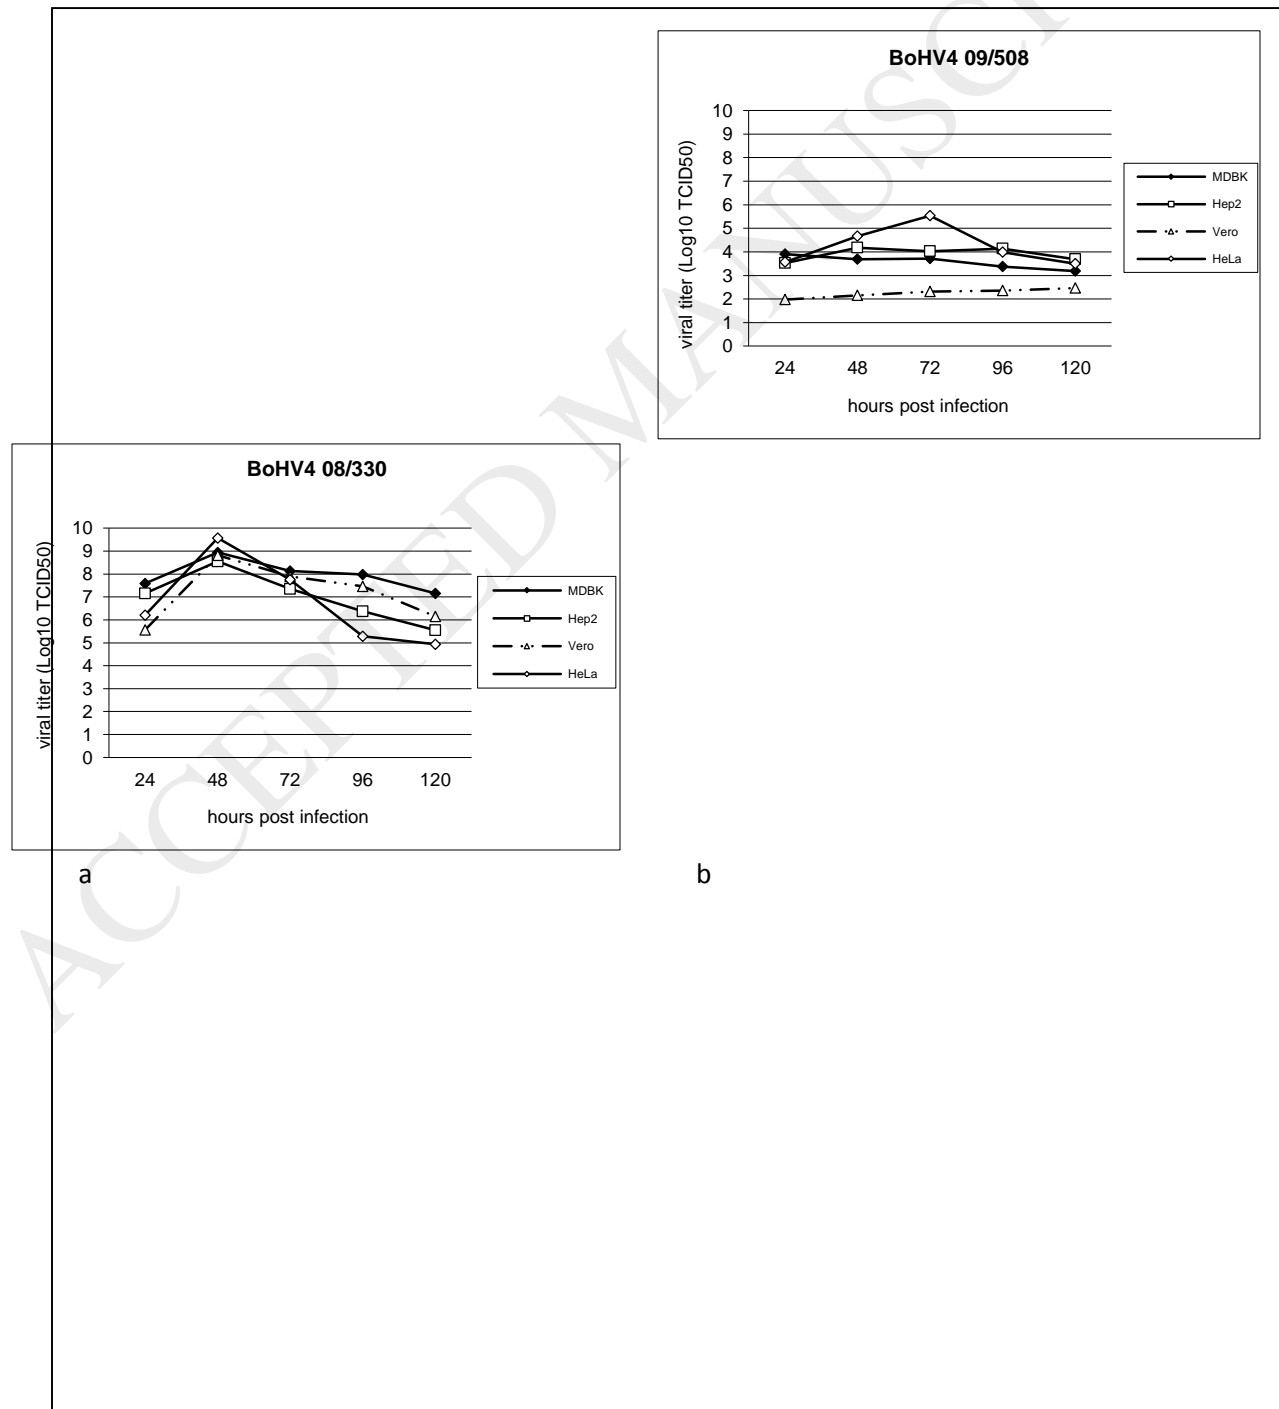 BoHV4 09/508
10
9
8
7
6
5
4
3
2
1
0
24 48 72 96 120
viral titer (Log10 TCID50)
hours post infection
MDBK
Hep2
Vero
HeLa
BoHV4 08/330
10
9
8
7
6
5
4
3
2
1
0
24 48 72 96 120
viral titer (Log10 TCID50)
hours post infection
MDBK
Hep2
Vero
HeLa
a b
ACCEPTED MANUSCI